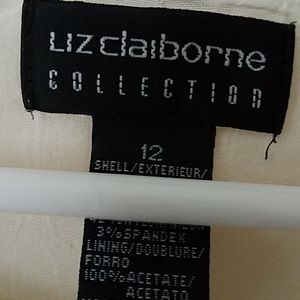 Liz claiborne
COLLECTION
12
SHELL/EXTERIEUR/
3%SPANDEX
LINING/DOUBLURE/
FORRO
100%ACETATE/
ACETATO